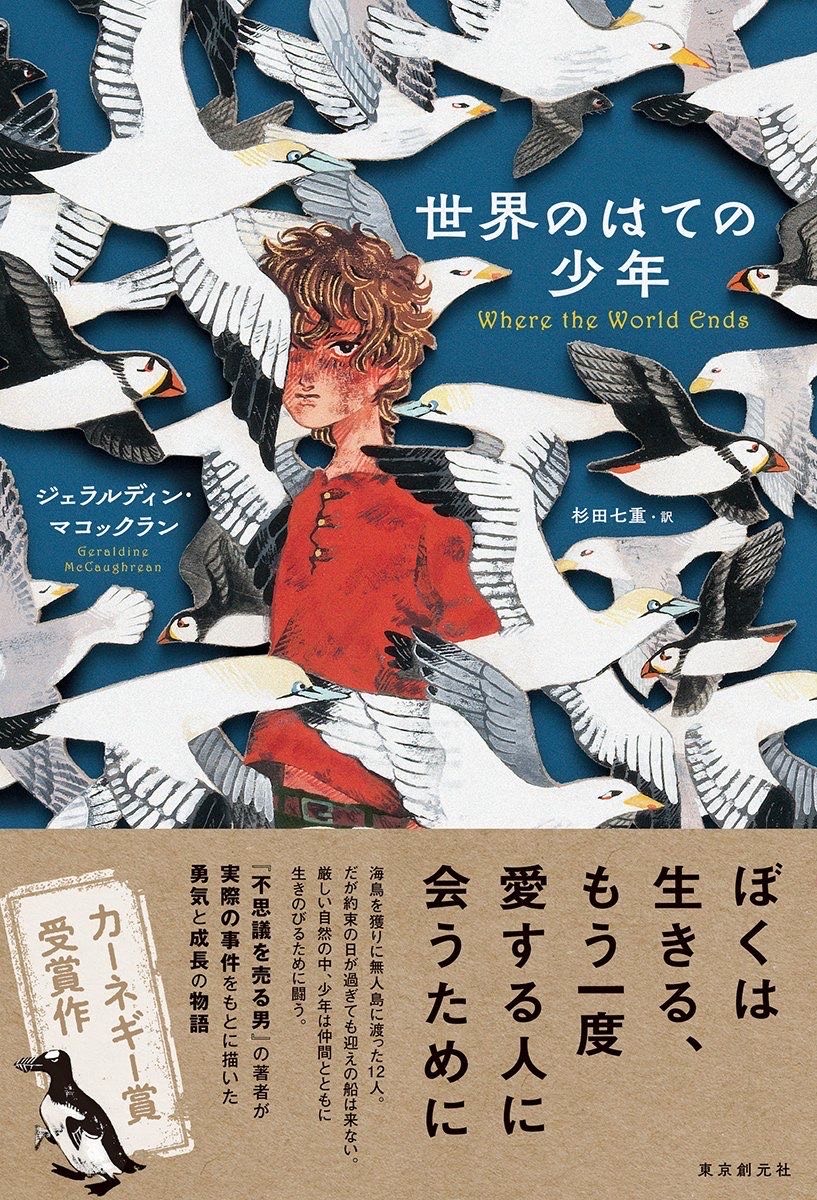 世界のはての
少年
Where the World Ends
ジェラルディン・
マコックラン
Geraldine
McCaughrean
杉田七重・訳
ぼくは
生きる、
もう一度
愛する人に
会うために
海鳥を獲りに無人島に渡った12人。
だが約束の日が過ぎても迎えの船は来ない。
厳しい自然の中、少年は仲間とともに
生きのびるために闘う。
『不思議を売る男』の著者が
実際の事件をもとに描いた
勇気と成長の物語
カーネギー賞
受賞作
東京創元社